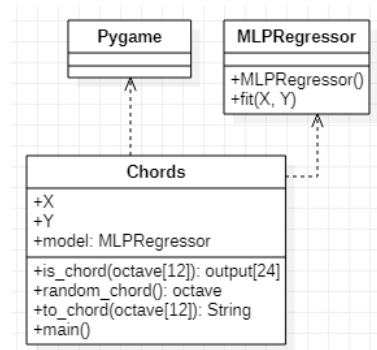 Pygame
MLPRegressor
+MLPRegressor()
+fit(X, Y)
Chords
+X
+Y
+model: MLPRegressor
+is_chord(octave[12]): output[24]
+random_chord(): octave
+to_chord(octave[12]): String
+main()